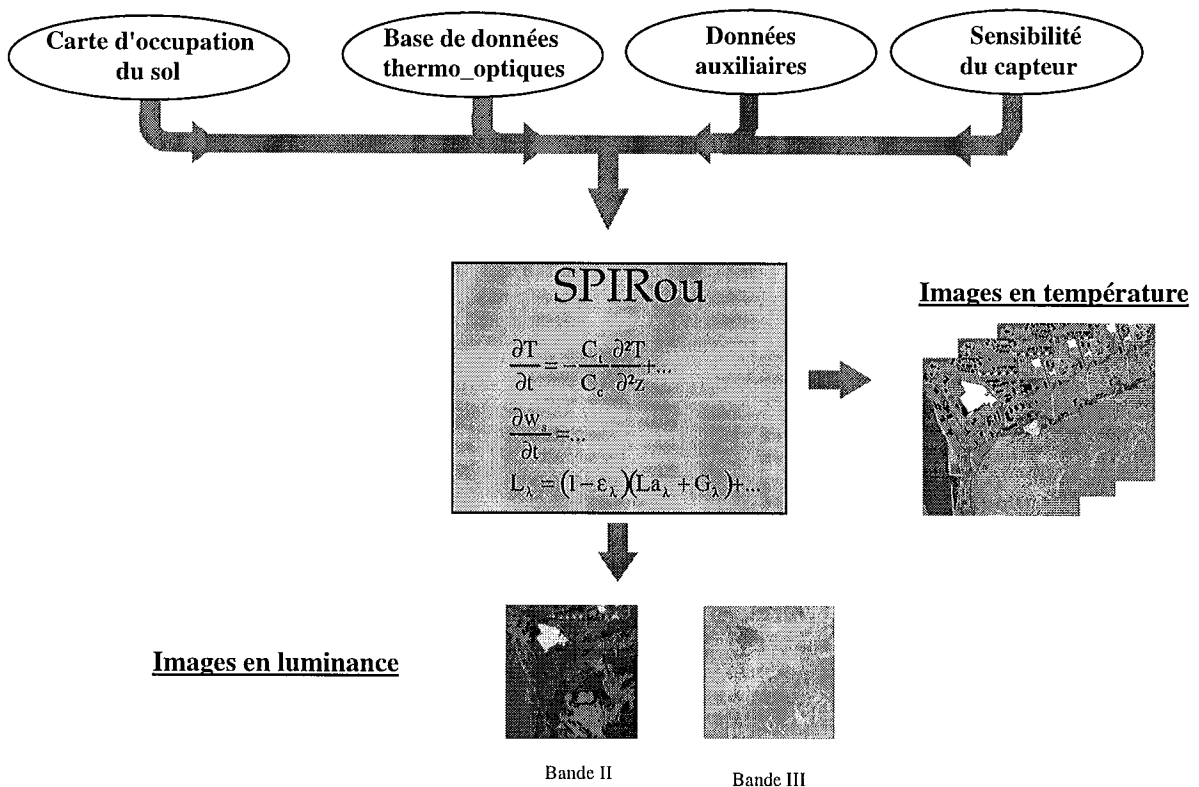 Carte d'occupation
du sol
Base de données
thermo_optiques
Données
auxiliaires
Sensibilité
du capteur
SPIRou
∂T/∂t = -C_t/C_c ∂²T/∂²z +...
∂w_s/∂t =...
L_λ = (1-ε_λ)(La_λ + G_λ)+...
Images en température
Images en luminance
Bande II
Bande III